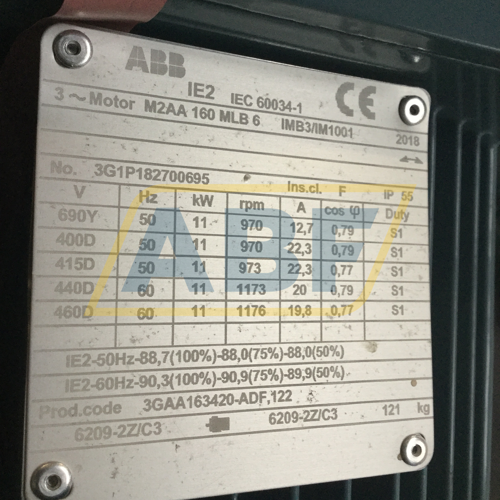 ABB
IE2 IEC 60034-1 CE
3 ~ Motor M2AA 160 MLB 6 IMB3/IM1001 2018
No. 3G1P182700695 Ins.cl. F IP 55
V Hz kW rpm A cos φ Duty
690Y 50 11 970 12,7 0,79 S1
400D 50 11 970 22,3 0,79 S1
415D 50 11 973 22,3 0,77 S1
440D 60 11 1173 20 0,79 S1
460D 60 11 1176 19,8 0,77 S1
IE2-50Hz-88,7(100%)-88,0(75%)-88,0(50%)
IE2-60Hz-90,3(100%)-90,9(75%)-89,9(50%)
Prod.code 3GAA163420-ADF,122
6209-2Z/C3 6209-2Z/C3 121 kg
ABF